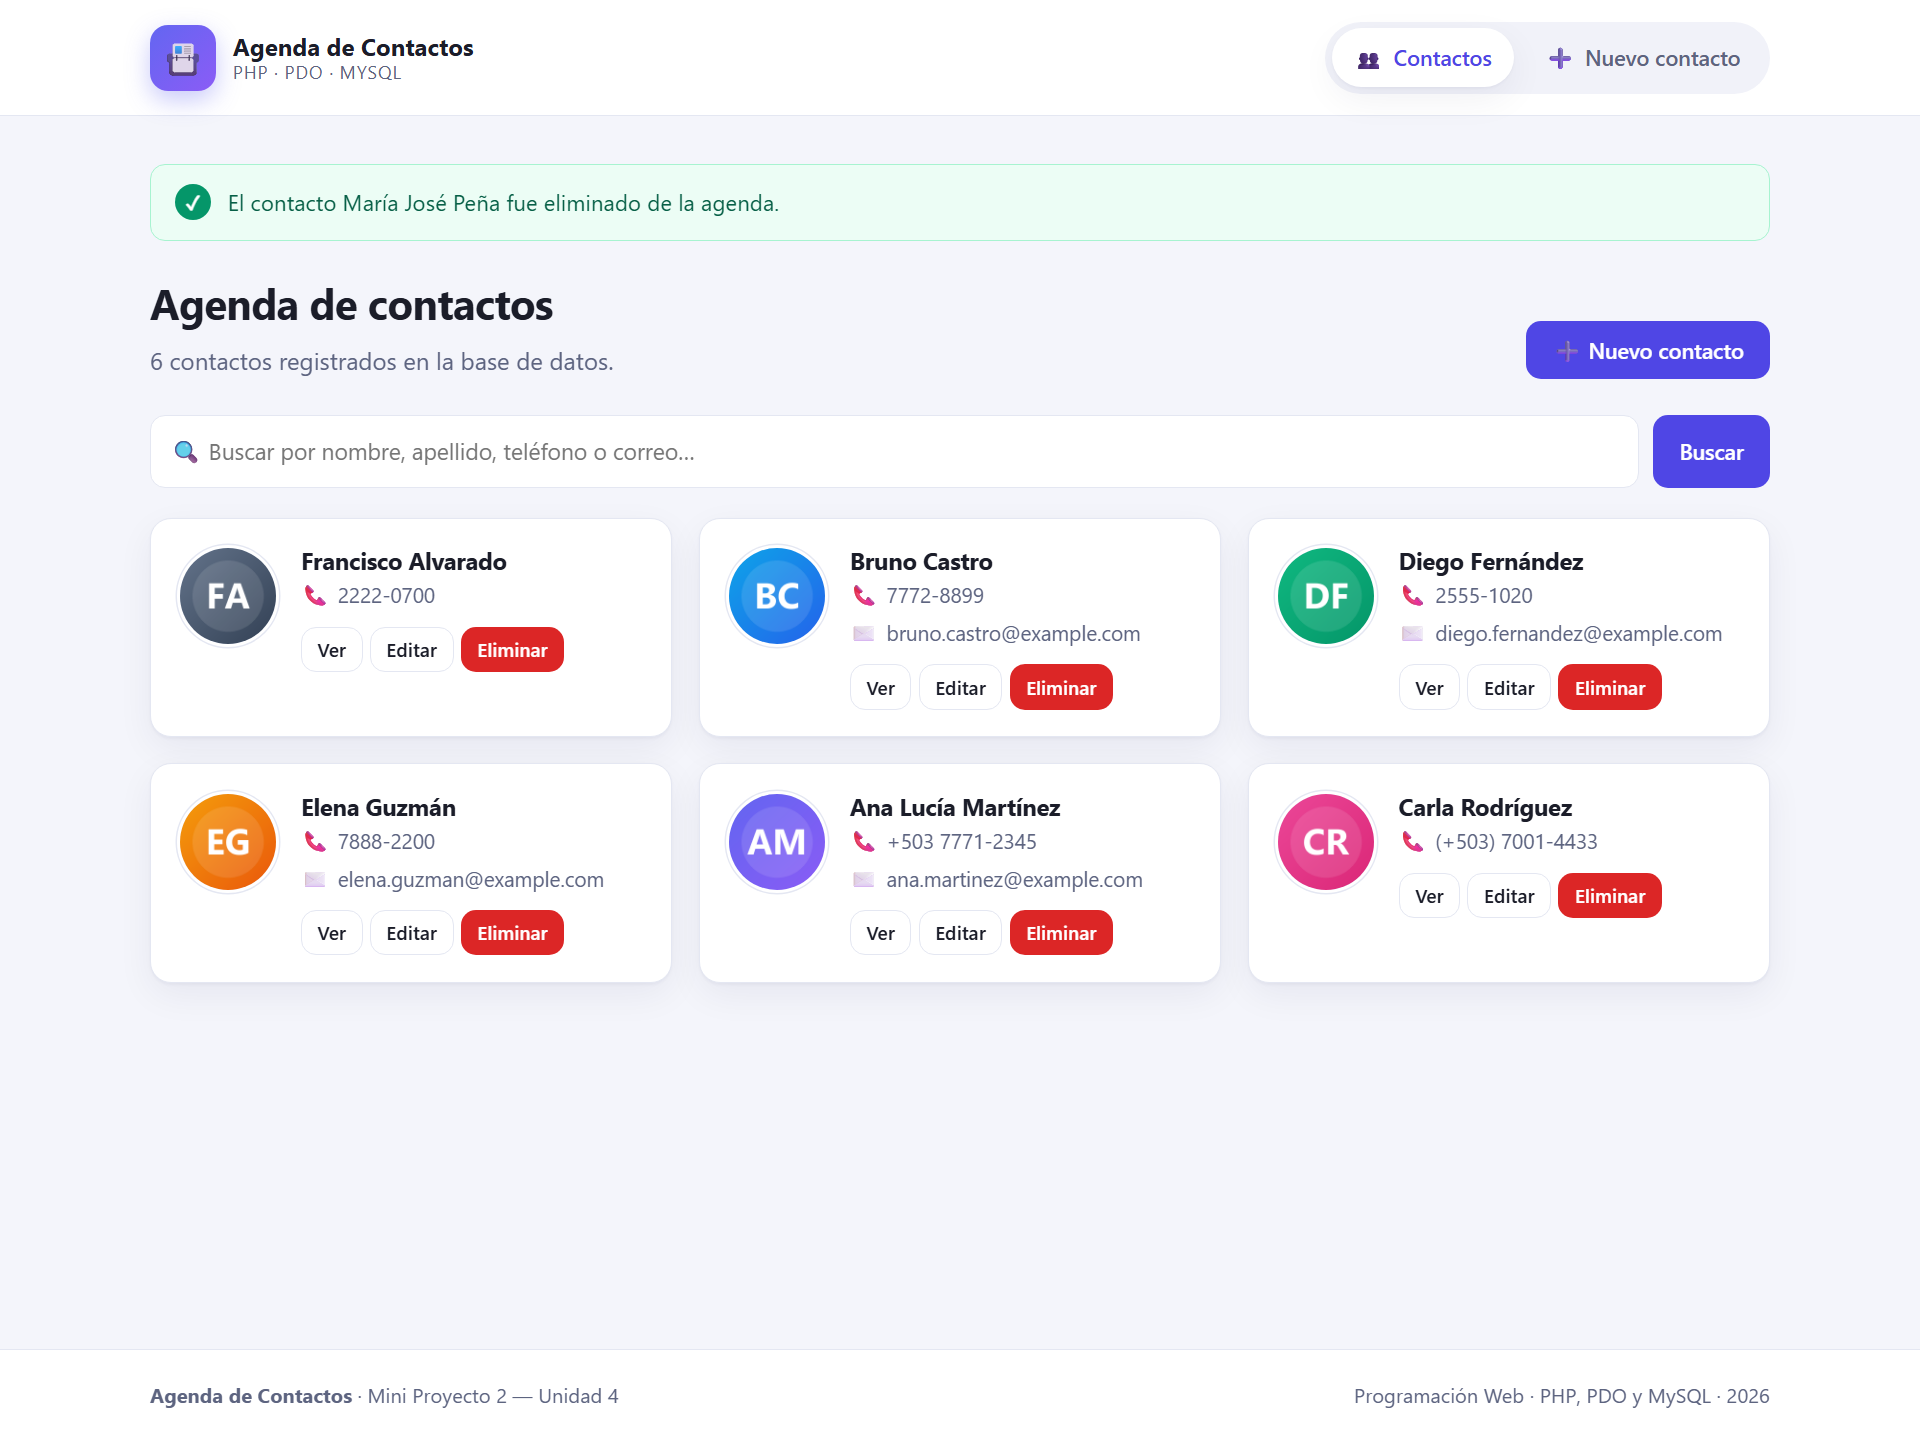 Agenda de Contactos
PHP · PDO · MYSQL
Contactos
Nuevo contacto
El contacto María José Peña fue eliminado de la agenda.
Agenda de contactos
6 contactos registrados en la base de datos.
Nuevo contacto
Buscar por nombre, apellido, teléfono o correo...
Buscar
FA
Francisco Alvarado
2222-0700
Ver Editar Eliminar
BC
Bruno Castro
7772-8899
bruno.castro@example.com
Ver Editar Eliminar
DF
Diego Fernández
2555-1020
diego.fernandez@example.com
Ver Editar Eliminar
EG
Elena Guzmán
7888-2200
elena.guzman@example.com
Ver Editar Eliminar
AM
Ana Lucía Martínez
+503 7771-2345
ana.martinez@example.com
Ver Editar Eliminar
CR
Carla Rodríguez
(+503) 7001-4433
Ver Editar Eliminar
Agenda de Contactos · Mini Proyecto 2 — Unidad 4
Programación Web · PHP, PDO y MySQL · 2026